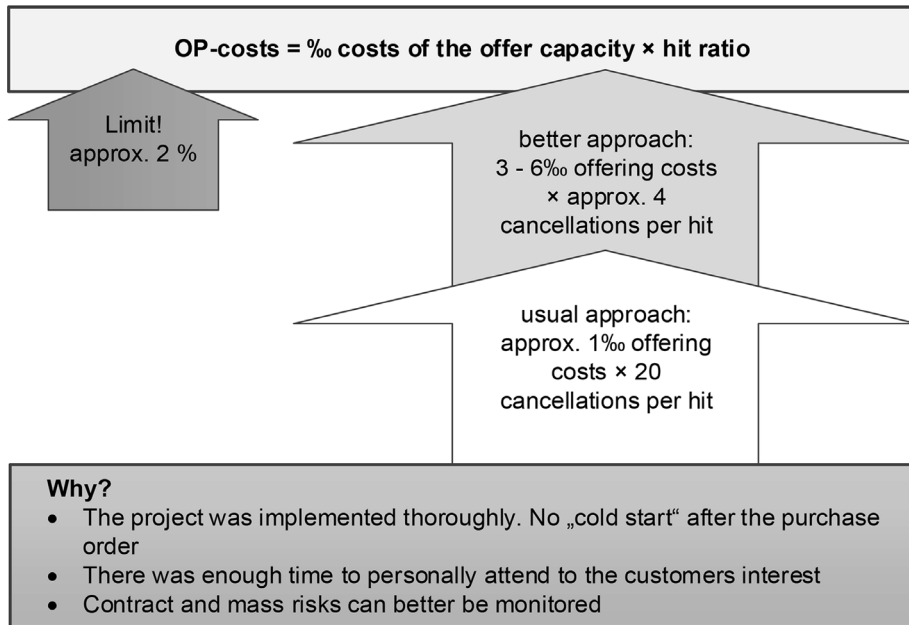 OP-costs = ‰ costs of the offer capacity × hit ratio
Limit!
approx. 2 %
better approach:
3 - 6‰ offering costs
× approx. 4
cancellations per hit
usual approach:
approx. 1‰ offering
costs × 20
cancellations per hit
Why?
• The project was implemented thoroughly. No „cold start“ after the purchase
order
• There was enough time to personally attend to the customers interest
• Contract and mass risks can better be monitored